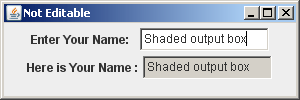 Not Editable
Enter Your Name: Shaded output box
Here is Your Name : Shaded output box